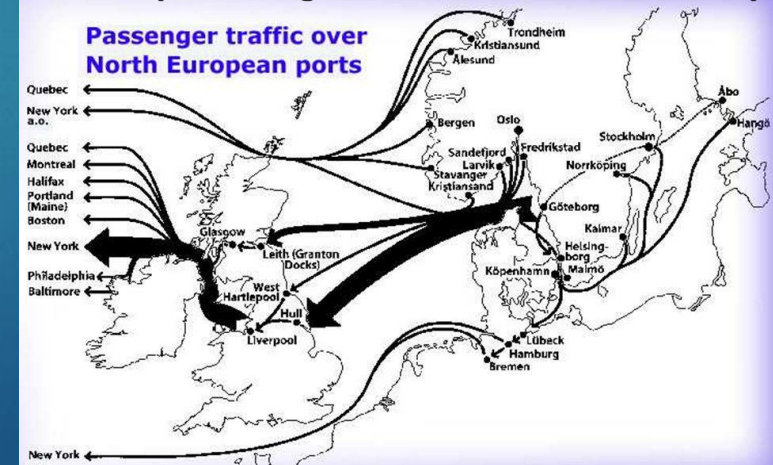 Passenger traffic over
North European ports
Trondheim
Kristiansund
Ålesund
Quebec
New York
a.o.
Åbo
Hangö
Bergen
Oslo
Stockholm
Quebec
Montreal
Halifax
Portland
(Maine)
Boston
New York
Philadelphia
Baltimore
Sandefjord
Larvik
Fredrikstad
Norrköping
Stavanger
Kristiansand
Göteborg
Glasgow
Leith (Granton
Docks)
Kalmar
Helsing-
borg
Köpenhamn
Malmö
West
Hartlepool
Hull
Liverpool
Lübeck
Hamburg
Bremen
New York